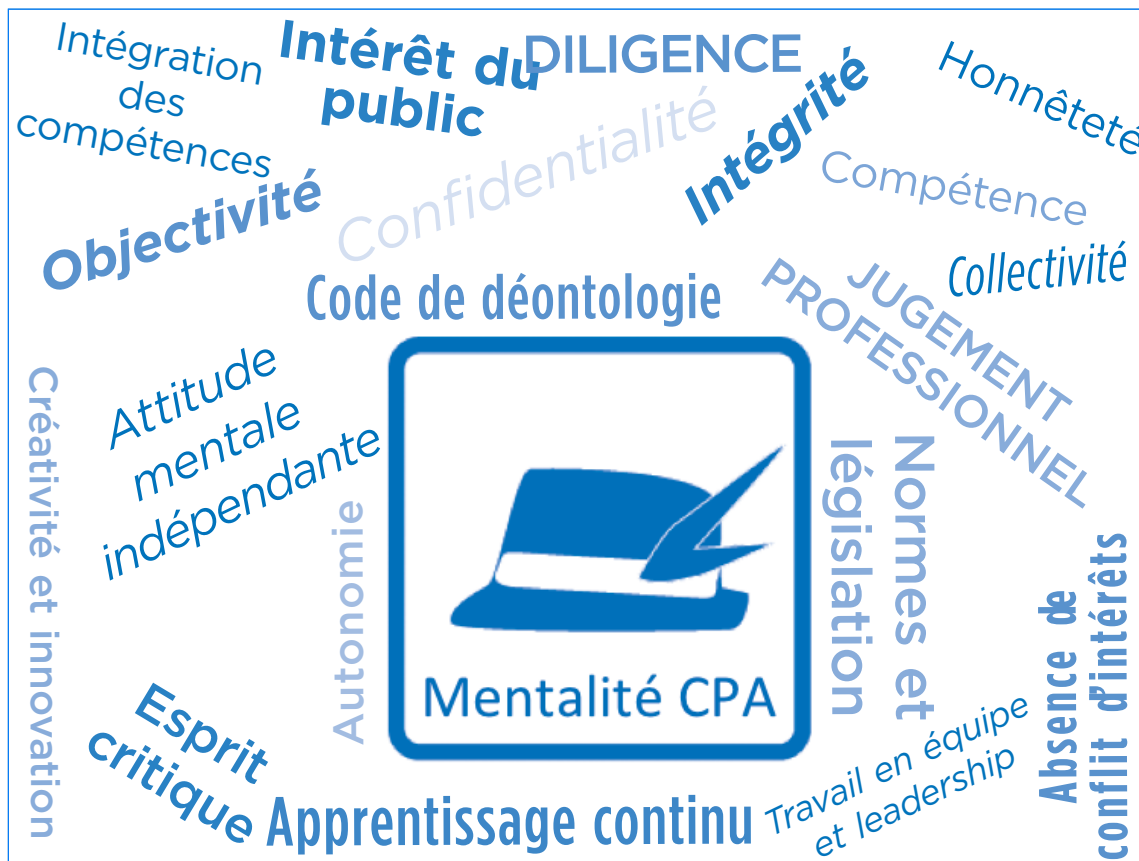 Intégration
des
compétences
Intérêt du
public
DILIGENCE
Confidentialité
Intégrité
Honnêteté
Compétence
Objectivité
Collectivité
Code de déontologie
JUGEMENT
PROFESSIONNEL
Attitude
mentale
indépendante
Créativité et innovation
Autonomie
Mentalité CPA
Normes et
législation
Absence de
conflit d'intérêts
Esprit
critique
Apprentissage continu
Travail en équipe
et leadership